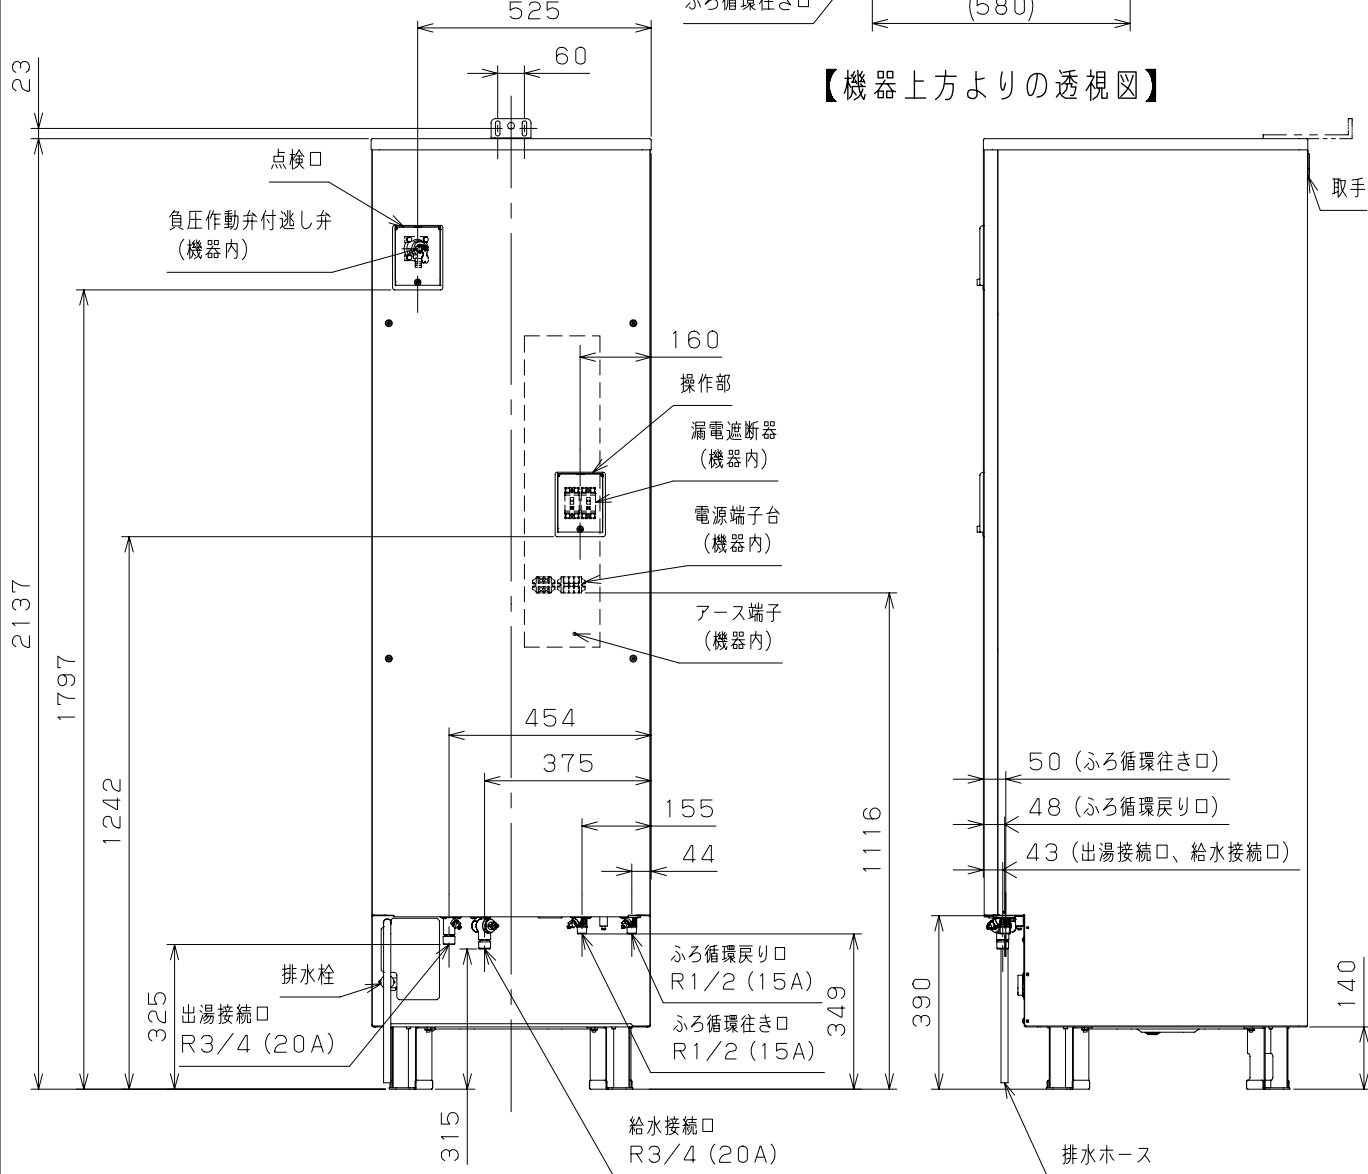 525
ふろ循環往き口
(580)
60
23
【機器上方よりの透視図】
点検口
取手
負圧作動弁付逃し弁
（機器内）
160
操作部
漏電遮断器
（機器内）
電源端子台
（機器内）
アース端子
（機器内）
2137
1797
1242
454
375
155
44
1116
50（ふろ循環往き口）
48（ふろ循環戻り口）
43（出湯接続口、給水接続口）
排水栓
325
出湯接続口
R3/4（20A）
ふろ循環戻り口
R1/2（15A）
ふろ循環往き口
R1/2（15A）
349
390
140
315
給水接続口
R3/4（20A）
排水ホース